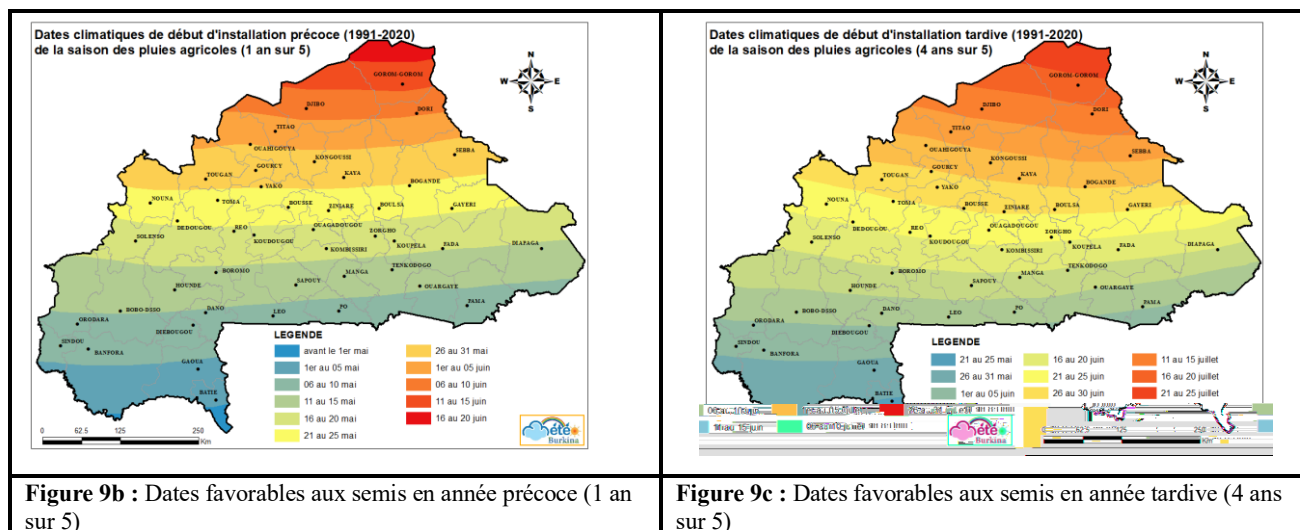 Dates climatiques de début d'installation précoce (1991-2020)
de la saison des pluies agricoles (1 an sur 5)
N
W
E
S
GOROM-GOROM
DJIBO
DORI
TITAO
OUAHIGOUYA
KONGOUSSI
SEBBA
GOURCY
TOUGAN
KAYA
YAKO
BOGANDE
NOUNA
TOMA
BOUSSE
ZINIARE
BOULSA
GAYERI
DEDOUGOU
REO
OUAGADOUGOU
SOLENSO
KOUDOUGOU
ZORGHO
KOUPELA
KOMBISSIRI
FADA
DIAPAGA
BOROMO
MANGA
TENKODOGO
HOUNDE
SAPOUY
OUARGAYE
BOBO-DSSO
DANO
LEO
PO
PAMA
ORODARA
DIEBOUGOU
SINDOU
BANFORA
GAOUA
BATIE
LEGENDE
avant le 1er mai
1er au 05 mai
06 au 10 mai
11 au 15 mai
16 au 20 mai
21 au 25 mai
26 au 31 mai
1er au 05 juin
06 au 10 juin
11 au 15 juin
16 au 20 juin
0 62.5 125 250
Km
météo
Burkina
Dates climatiques de début d'installation tardive (1991-2020)
de la saison des pluies agricoles (4 ans sur 5)
N
W
E
S
GOROM-GOROM
DJIBO
DORI
TITAO
OUAHIGOUYA
KONGOUSSI
SEBBA
GOURCY
TOUGAN
KAYA
YAKO
BOGANDE
NOUNA
TOMA
BOUSSE
ZINIARE
BOULSA
GAYERI
DEDOUGOU
REO
OUAGADOUGOU
SOLENSO
KOUDOUGOU
ZORGHO
KOUPELA
KOMBISSIRI
FADA
DIAPAGA
BOROMO
MANGA
TENKODOGO
HOUNDE
SAPOUY
OUARGAYE
BOBO-DSSO
DANO
LEO
PO
PAMA
ORODARA
DIEBOUGOU
SINDOU
BANFORA
GAOUA
BATIE
LEGENDE
21 au 25 mai
26 au 31 mai
1er au 05 juin
16 au 20 juin
21 au 25 juin
26 au 30 juin
11 au 15 juillet
16 au 20 juillet
21 au 25 juillet
15 juin
météo
Burkina
Km
Figure 9b : Dates favorables aux semis en année précoce (1 an
sur 5)
Figure 9c : Dates favorables aux semis en année tardive (4 ans
sur 5)